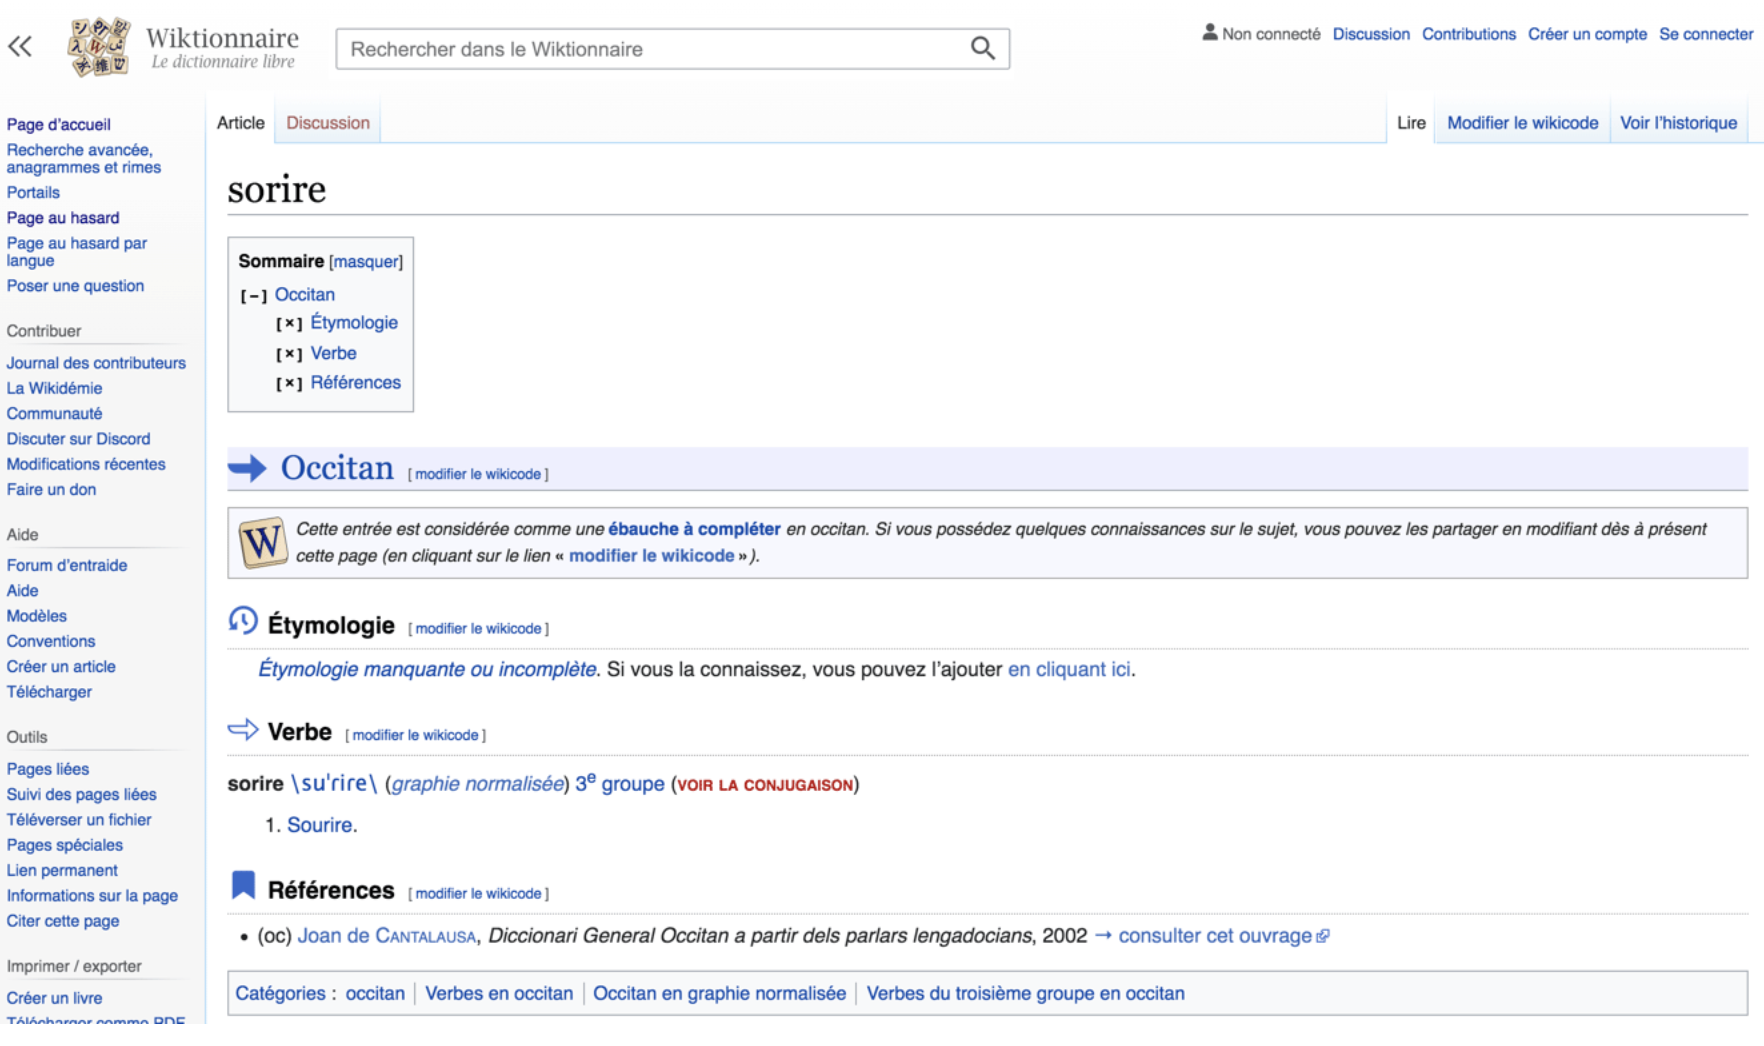 Wiktionnaire
Le dictionnaire libre
Rechercher dans le Wiktionnaire
Non connecté Discussion Contributions Créer un compte Se connecter
Page d'accueil
Recherche avancée,
anagrammes et rimes
Portails
Page au hasard
Page au hasard par
langue
Poser une question
Contribuer
Journal des contributeurs
La Wikidémie
Communauté
Discuter sur Discord
Modifications récentes
Faire un don
Aide
Forum d'entraide
Aide
Modèles
Conventions
Créer un article
Télécharger
Outils
Pages liées
Suivi des pages liées
Téléverser un fichier
Pages spéciales
Lien permanent
Informations sur la page
Citer cette page
Imprimer / exporter
Créer un livre
Télécharger comme PDF
Article Discussion
Lire Modifier le wikicode Voir l'historique
sorire
Sommaire [masquer]
[−] Occitan
[×] Étymologie
[×] Verbe
[×] Références
Occitan [ modifier le wikicode ]
Cette entrée est considérée comme une ébauche à compléter en occitan. Si vous possédez quelques connaissances sur le sujet, vous pouvez les partager en modifiant dès à présent
cette page (en cliquant sur le lien « modifier le wikicode »).
Étymologie [ modifier le wikicode ]
Étymologie manquante ou incomplète. Si vous la connaissez, vous pouvez l'ajouter en cliquant ici.
Verbe [ modifier le wikicode ]
sorire \suˈɾiɾe\ (graphie normalisée) 3e groupe (VOIR LA CONJUGAISON)
1. Sourire.
Références [ modifier le wikicode ]
• (oc) Joan de CANTALAUSA, Diccionari General Occitan a partir dels parlars lengadocians, 2002 → consulter cet ouvrage
Catégories : occitan | Verbes en occitan | Occitan en graphie normalisée | Verbes du troisième groupe en occitan